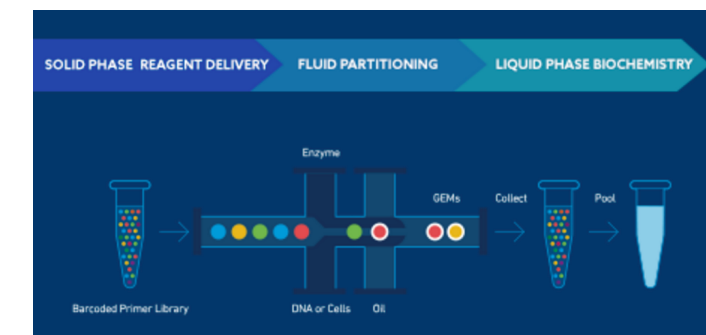 SOLID PHASE REAGENT DELIVERY
FLUID PARTITIONING
LIQUID PHASE BIOCHEMISTRY
Enzyme
GEMs
Collect
Pool
Barcoded Primer Library
DNA or Cells
Oil